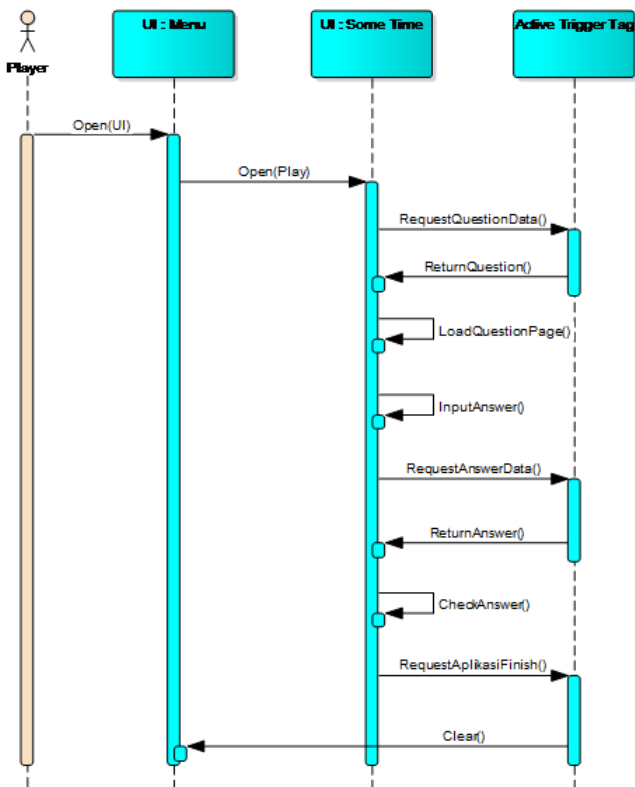 Player
UI : Menu
UI : Some Time
Active Trigger Tag
Open(UI)
Open(Play)
RequestQuestionData()
ReturnQuestion()
LoadQuestionPage()
InputAnswer()
RequestAnswerData()
ReturnAnswer()
CheckAnswer()
RequestAplikasiFinish()
Clear()